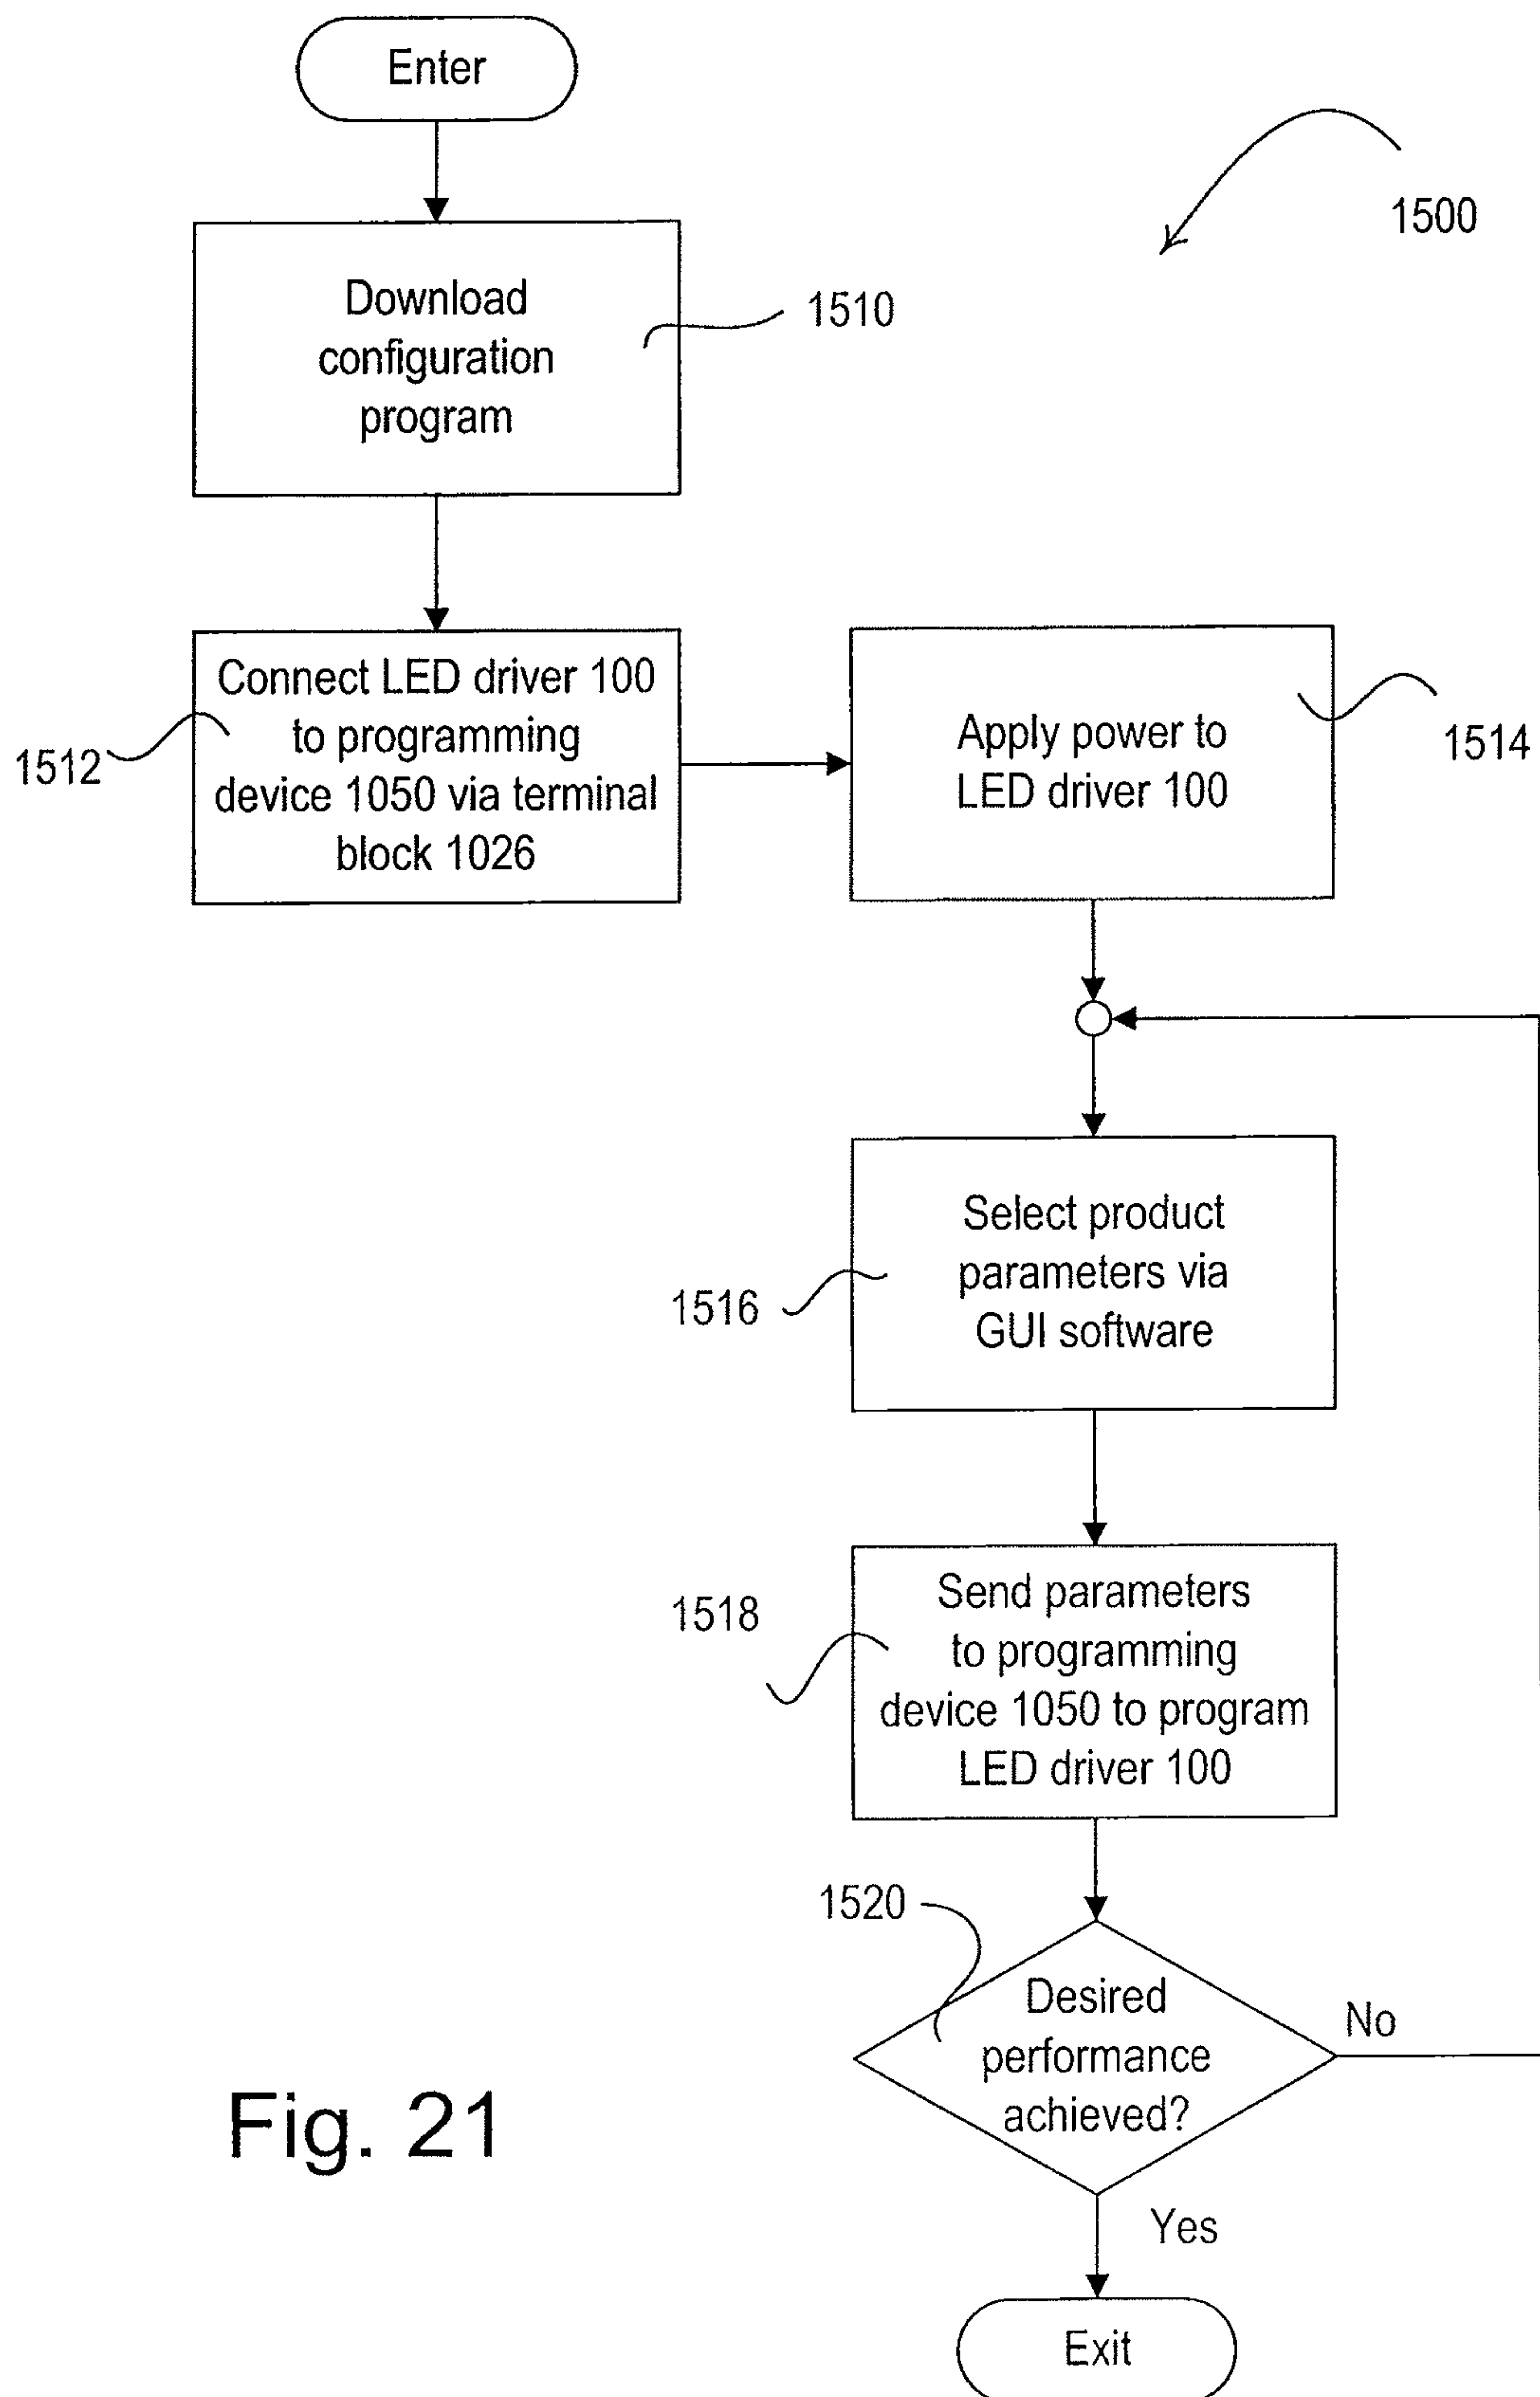 Enter
1500
Download
configuration
program
1510
Connect LED driver 100
to programming
device 1050 via terminal
block 1026
1512
Apply power to
LED driver 100
1514
Select product
parameters via
GUI software
1516
Send parameters
to programming
device 1050 to program
LED driver 100
1518
1520
Desired
performance
achieved?
No
Yes
Exit
Fig. 21